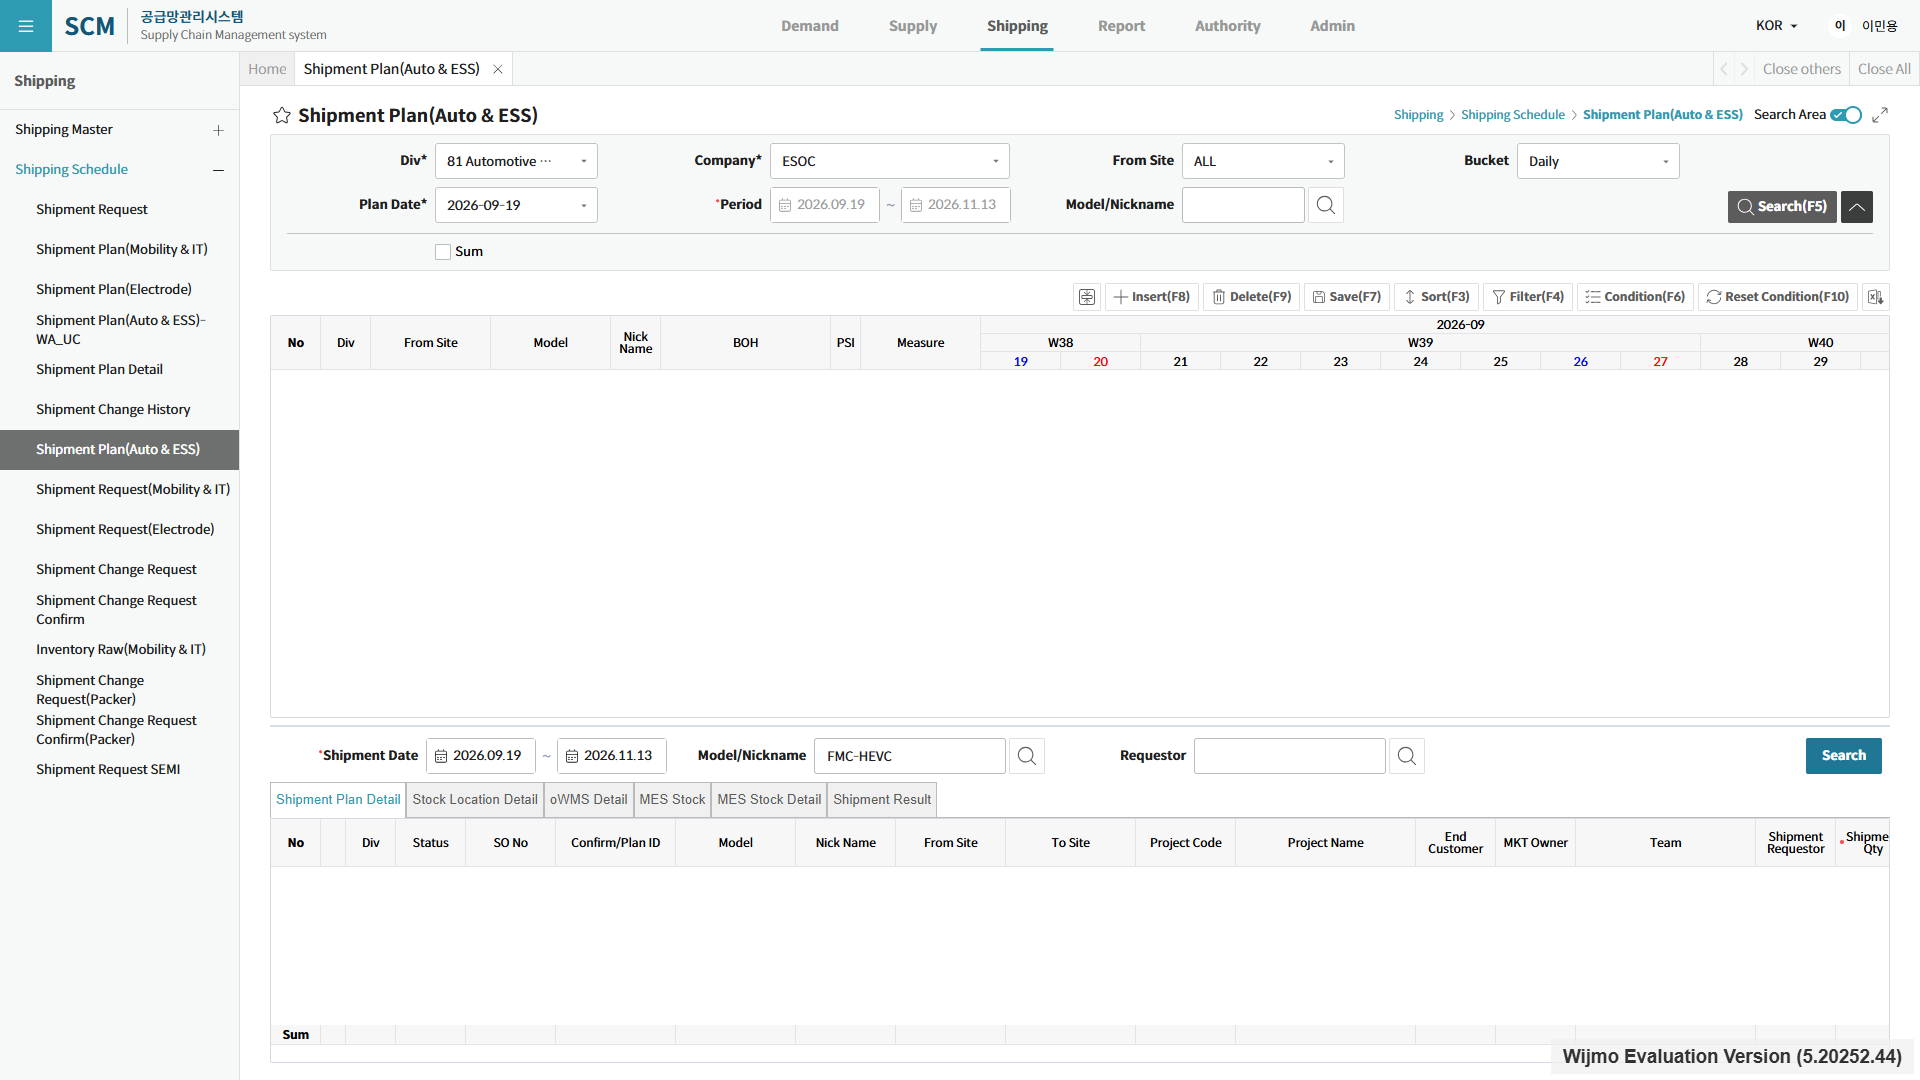 SCM
공급망관리시스템
Supply Chain Management system
Demand
Supply
Shipping
Report
Authority
Admin
KOR
이
이민용
Shipping
Home
Shipment Plan(Auto & ESS)
Close others
Close All
Shipping Master
Shipping Schedule
Shipment Request
Shipment Plan(Mobility & IT)
Shipment Plan(Electrode)
Shipment Plan(Auto & ESS)-
WA_UC
Shipment Plan Detail
Shipment Change History
Shipment Plan(Auto & ESS)
Shipment Request(Mobility & IT)
Shipment Request(Electrode)
Shipment Change Request
Shipment Change Request
Confirm
Inventory Raw(Mobility & IT)
Shipment Change
Request(Packer)
Shipment Change Request
Confirm(Packer)
Shipment Request SEMI
Shipment Plan(Auto & ESS)
Shipping > Shipping Schedule > Shipment Plan(Auto & ESS)
Search Area
Div* 81 Automotive ···
Company* ESOC
From Site ALL
Bucket Daily
Plan Date* 2026-09-19
*Period 2026.09.19 ~ 2026.11.13
Model/Nickname
Search(F5)
Sum
Insert(F8)
Delete(F9)
Save(F7)
Sort(F3)
Filter(F4)
Condition(F6)
Reset Condition(F10)
No
Div
From Site
Model
Nick
Name
BOH
PSI
Measure
2026-09
W38
W39
W40
19
20
21
22
23
24
25
26
27
28
29
*Shipment Date 2026.09.19 ~ 2026.11.13
Model/Nickname FMC-HEVC
Requestor
Search
Shipment Plan Detail
Stock Location Detail
oWMS Detail
MES Stock
MES Stock Detail
Shipment Result
No
Div
Status
SO No
Confirm/Plan ID
Model
Nick Name
From Site
To Site
Project Code
Project Name
End
Customer
MKT Owner
Team
Shipment
Requestor
Shipme
Qty
Sum
Wijmo Evaluation Version (5.20252.44)